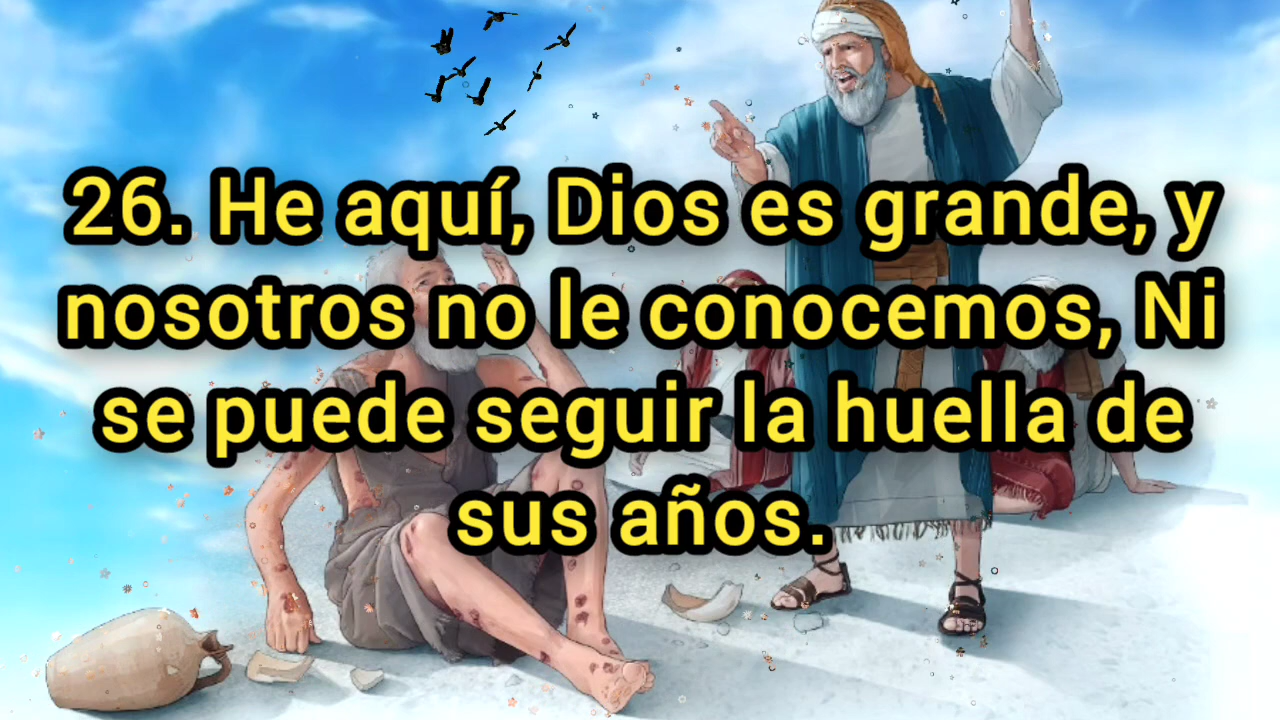 26. He aquí, Dios es grande, y
nosotros no le conocemos, Ni
se puede seguir la huella de
sus años.